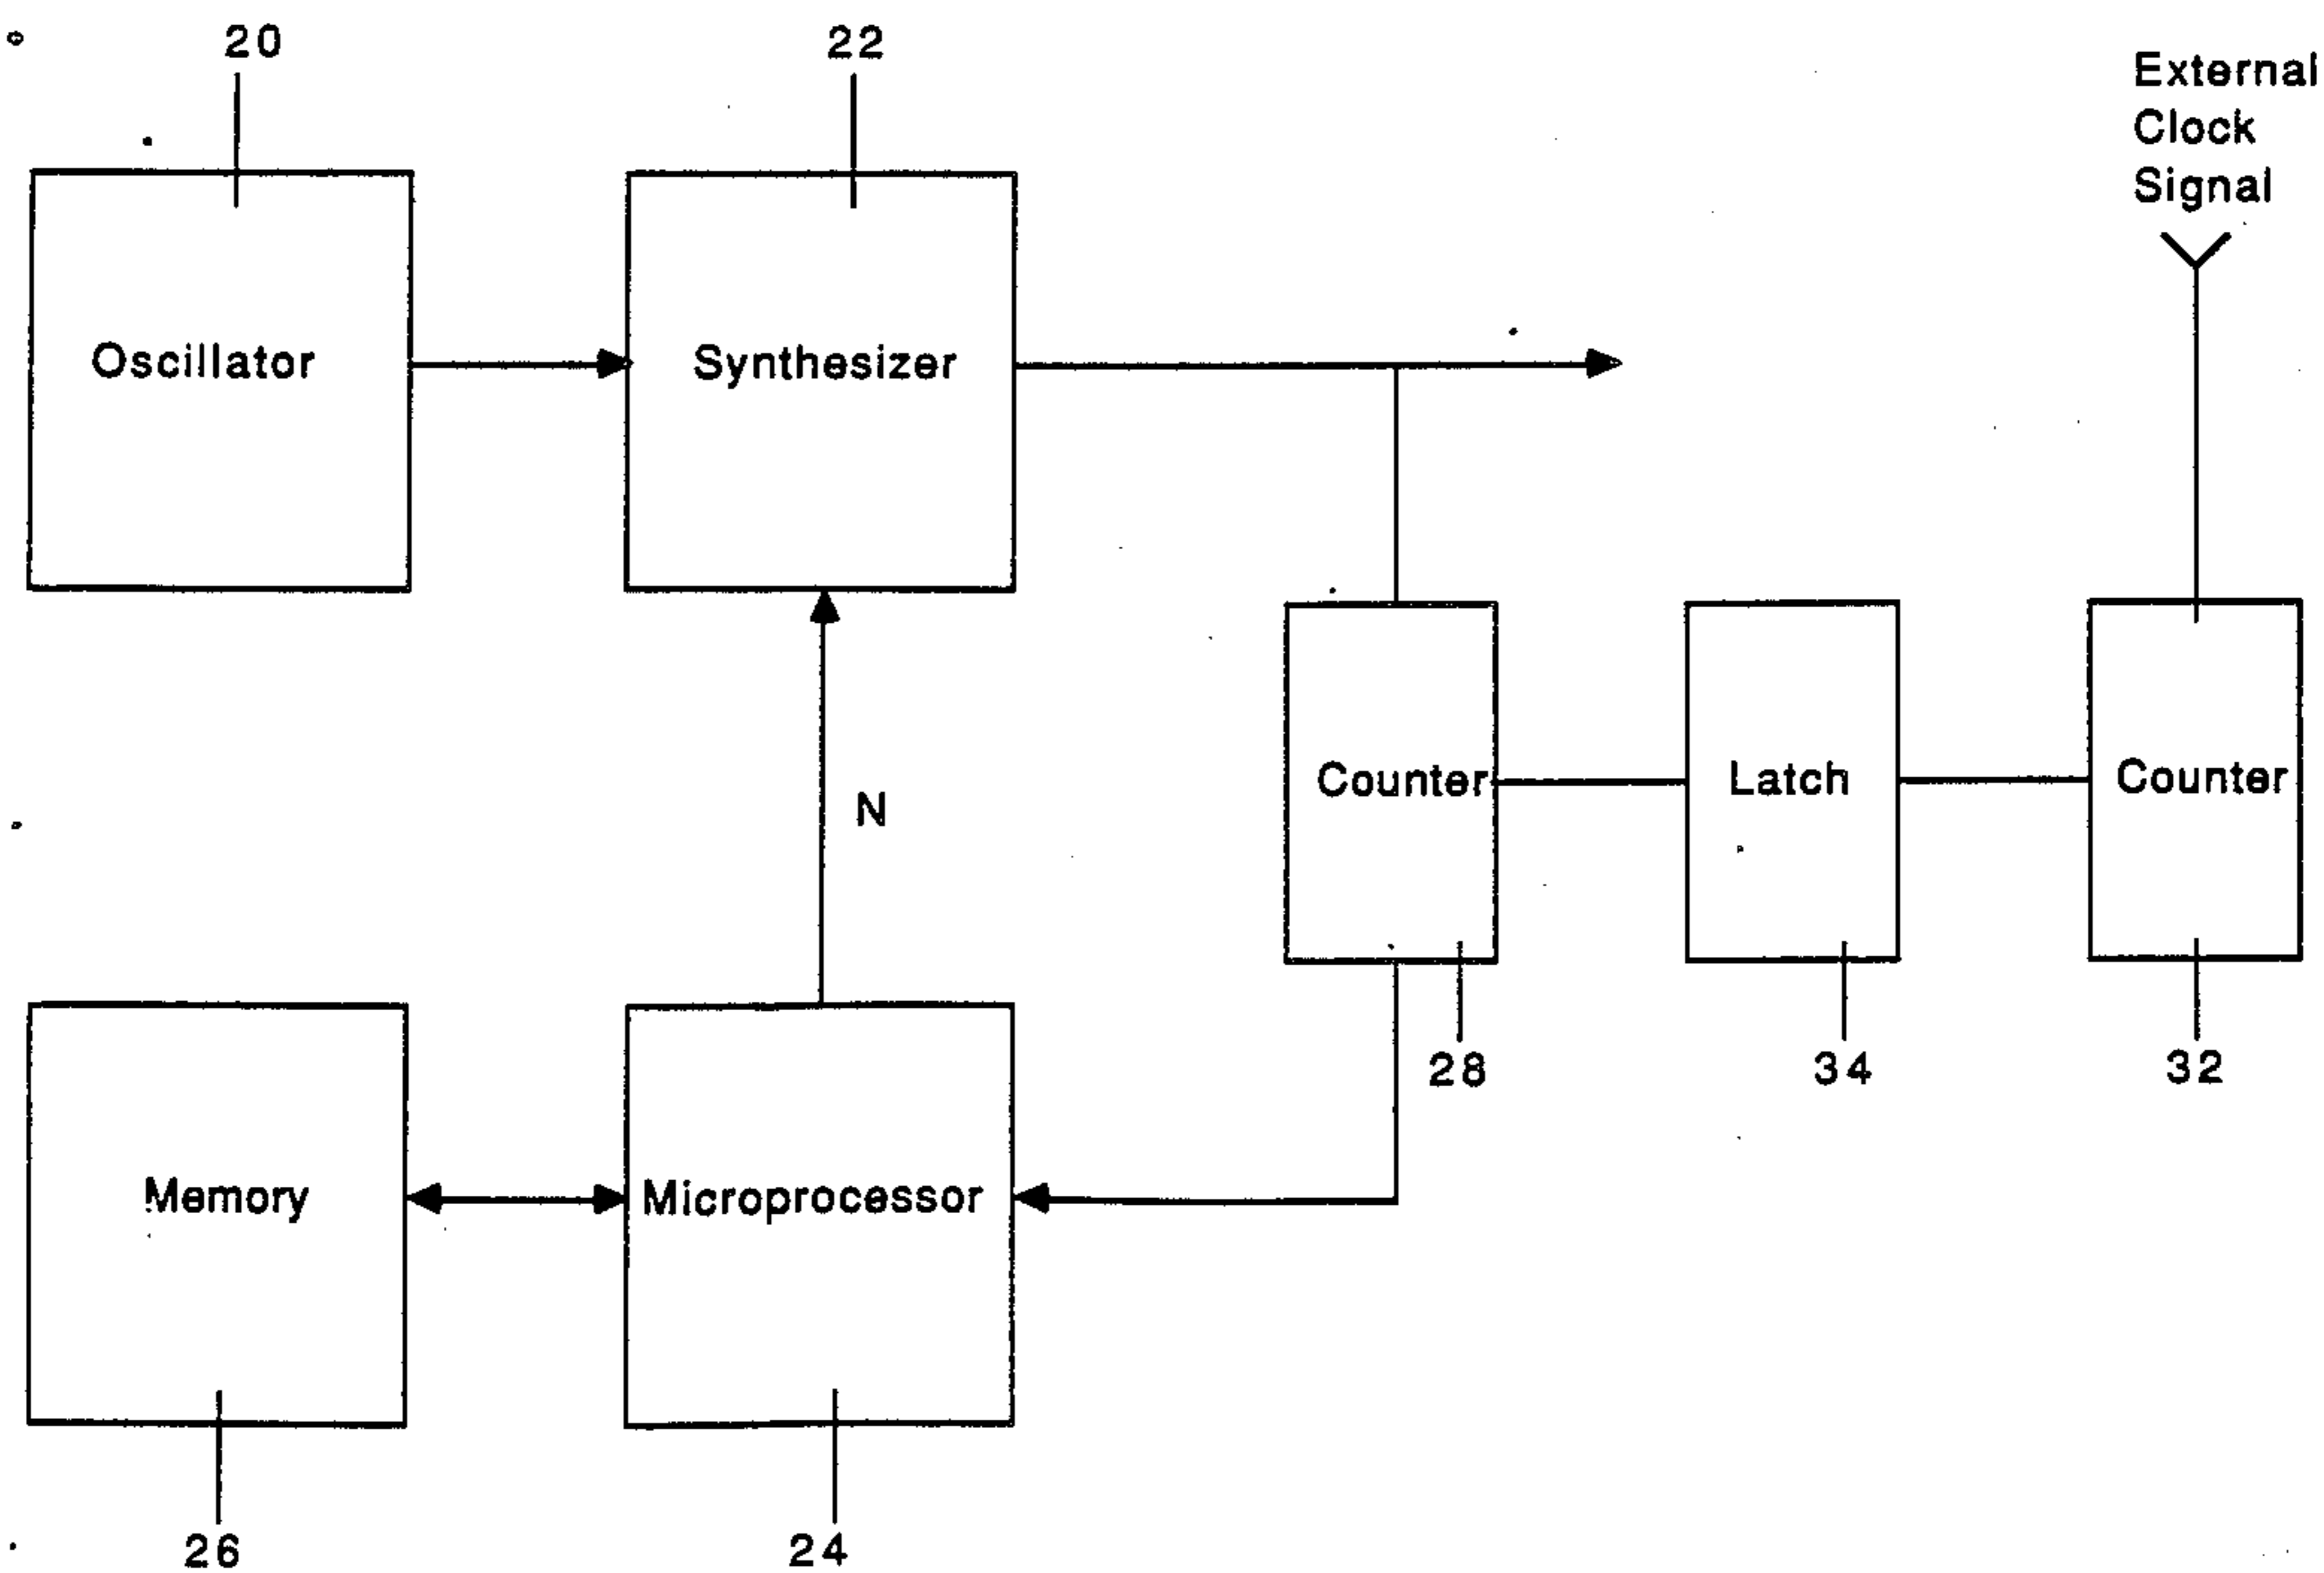 20
22
External
Clock
Signal
Oscillator
Synthesizer
Counter
Latch
Counter
N
28
34
32
Memory
Microprocessor
26
24